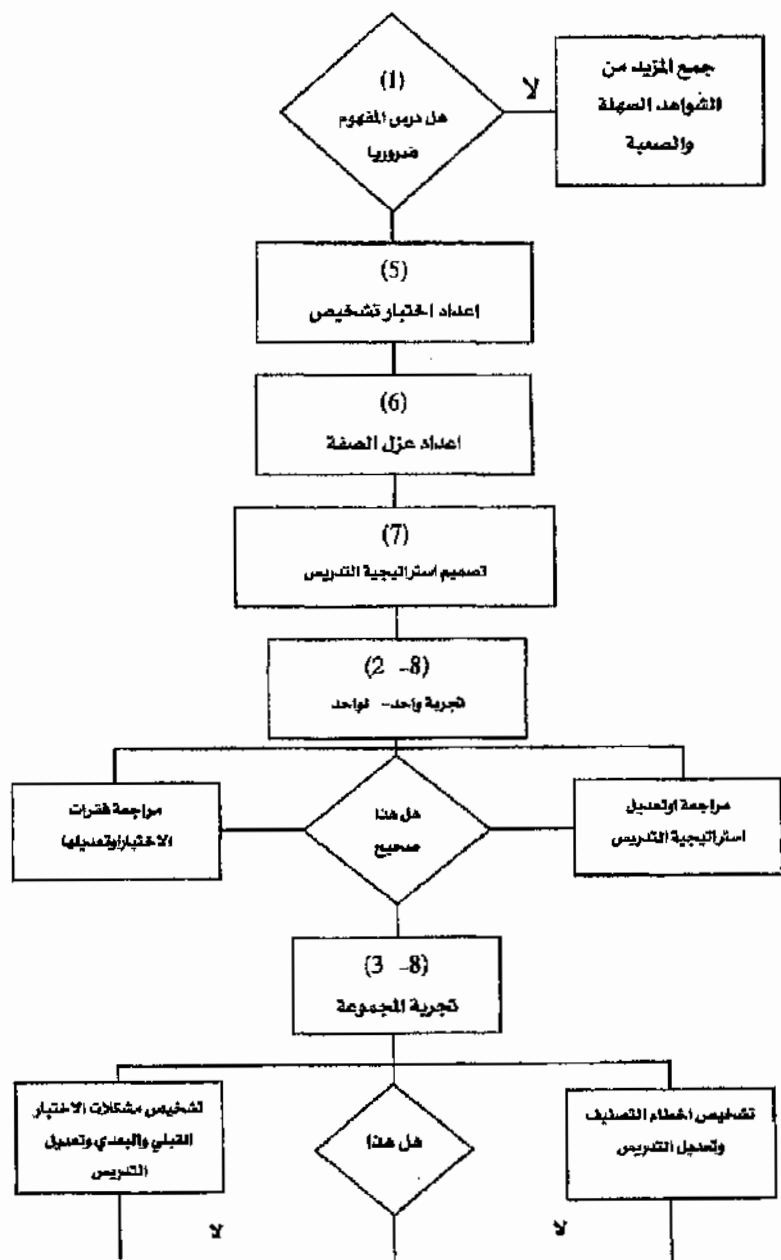 (1)
هل درس المفهوم
ضروريا
لا
جمع المزيد من
الشواهد السهلة
والصعبة
(5)
اعداد اختبار تشخيص
(6)
اعداد عزل الصفة
(7)
تصميم استراتيجية التدريس
(2 -8)
تجربة واحد- لواحد
مراجعة اوتعديل
استراتيجية التدريس
هل هذا
صحيح
مراجعة فقرات
الاختبار اوتعديلها
(3 -8)
تجربة المجموعة
تشخيص اخطاء التصنيف
وتعديل التدريس
هل هذا
تشخيص مشكلات الاختبار
القبلي والبعدي وتعديل
التدريس
لا
لا